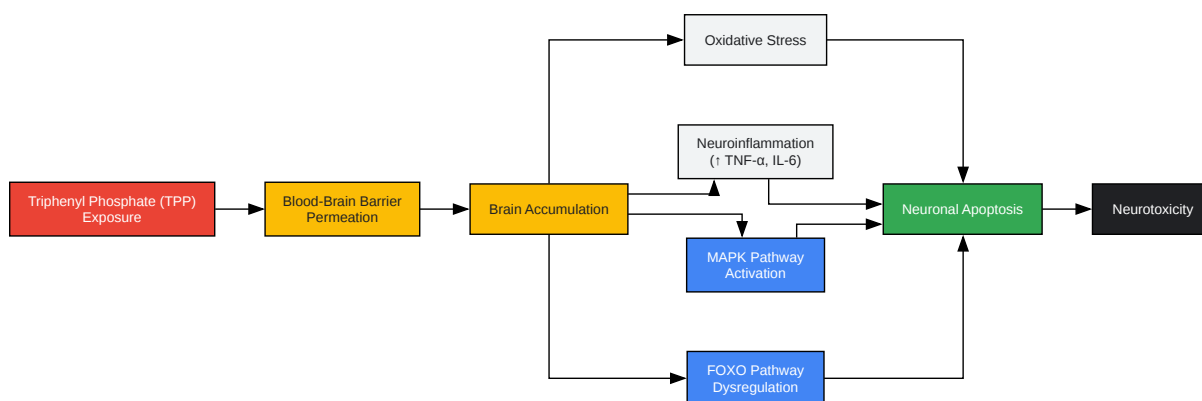 Triphenyl Phosphate (TPP)
Exposure
Blood-Brain Barrier
Permeation
Brain Accumulation
Oxidative Stress
Neuroinflammation
(↑ TNF-α, IL-6)
MAPK Pathway
Activation
FOXO Pathway
Dysregulation
Neuronal Apoptosis
Neurotoxicity